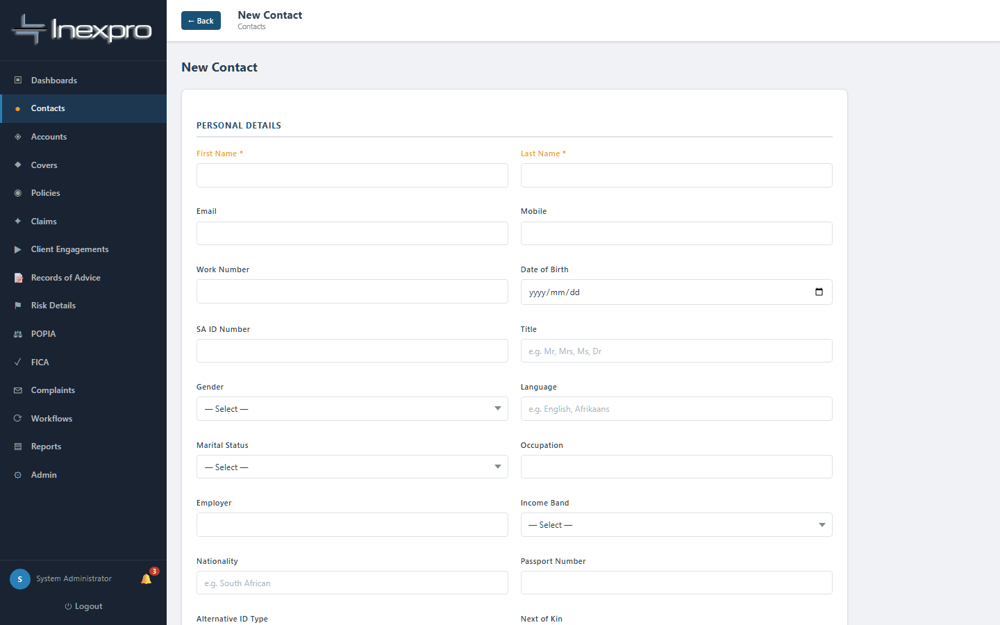 Inexpro
Dashboards
Contacts
Accounts
Covers
Policies
Claims
Client Engagements
Records of Advice
Risk Details
POPIA
FICA
Complaints
Workflows
Reports
Admin
S
System Administrator
3
Logout
← Back
New Contact
Contacts
New Contact
PERSONAL DETAILS
First Name *
Last Name *
Email
Mobile
Work Number
Date of Birth
yyyy/mm/dd
SA ID Number
Title
e.g. Mr, Mrs, Ms, Dr
Gender
— Select —
Language
e.g. English, Afrikaans
Marital Status
— Select —
Occupation
Employer
Income Band
— Select —
Nationality
e.g. South African
Passport Number
Alternative ID Type
Next of Kin